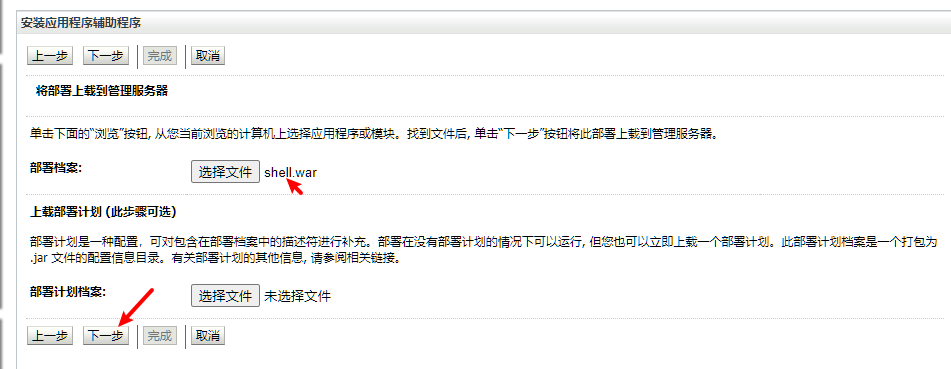 安装应用程序辅助程序
上一步 下一步 完成 取消
将部署上载到管理服务器
单击下面的“浏览”按钮, 从您当前浏览的计算机上选择应用程序或模块。找到文件后, 单击“下一步”按钮将此部署上载到管理服务器。
部署档案: 选择文件 shell.war
上载部署计划 (此步骤可选)
部署计划是一种配置，可对包含在部署档案中的描述符进行补充。部署在没有部署计划的情况下可以运行, 但您也可以立即上载一个部署计划。此部署计划档案是一个打包为
.jar 文件的配置信息目录。有关部署计划的其他信息, 请参阅相关链接。
部署计划档案: 选择文件 未选择文件
上一步 下一步 完成 取消